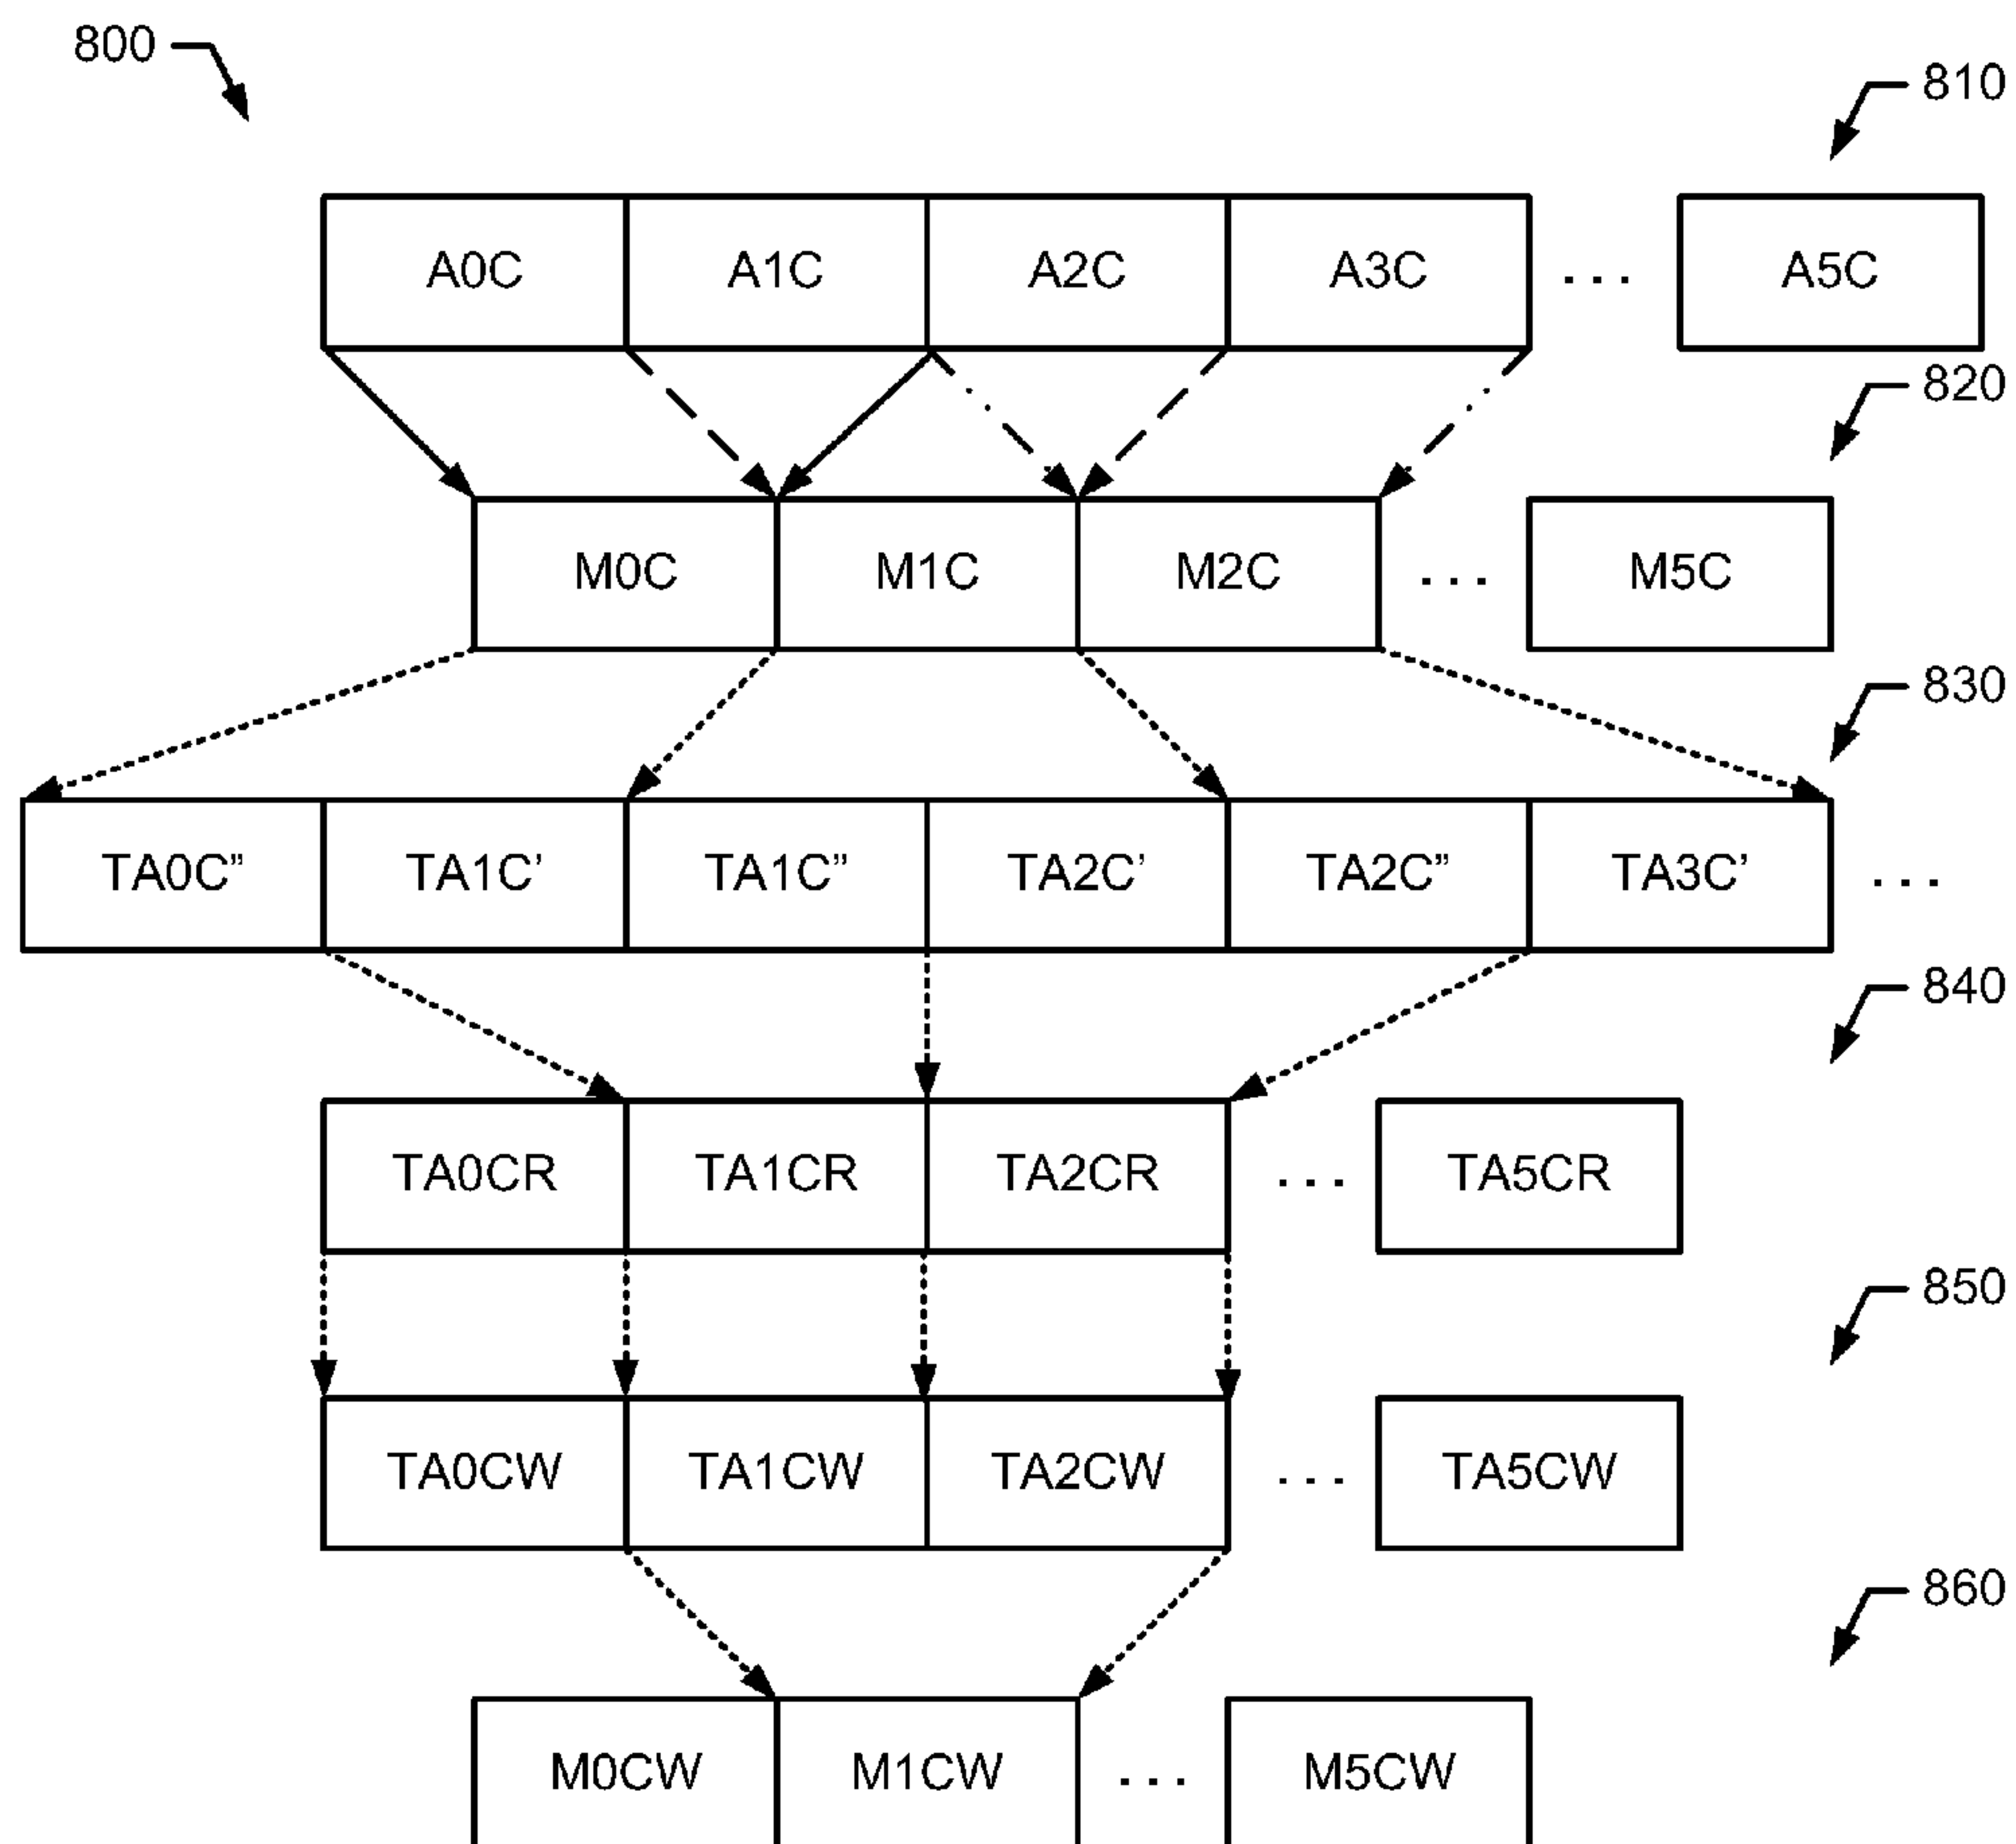 800
810
A0C A1C A2C A3C ... A5C
820
M0C M1C M2C ... M5C
830
TA0C” TA1C’ TA1C” TA2C’ TA2C” TA3C’ ...
840
TA0CR TA1CR TA2CR ... TA5CR
850
TA0CW TA1CW TA2CW ... TA5CW
860
M0CW M1CW ... M5CW